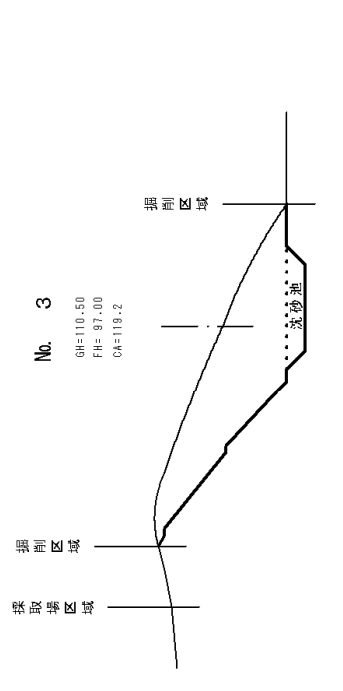 No. 3
GH=110.50
FH= 97.00
CA=119.2
採取場区域
掘削区域
掘削区域
沈砂池